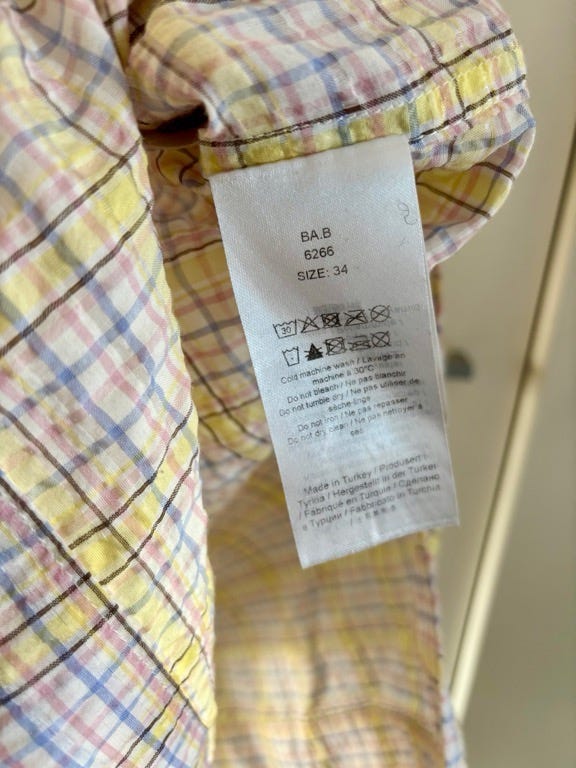 BA.B
6266
SIZE: 34
30
Cold machine wash / Lavage en
machine à 30°C
Do not bleach / Ne pas blanchir
Do not tumble dry / Ne pas utiliser de
sèche-linge
Do not iron / Ne pas repasser
Do not dry clean / Ne pas nettoyer à
sec
Made in Turkey / Produsert i
Tyrkia / Hergestellt in der Türkei
/ Fabriqué en Turquie / Сделано
в Турции / Fabbricato in Turchia